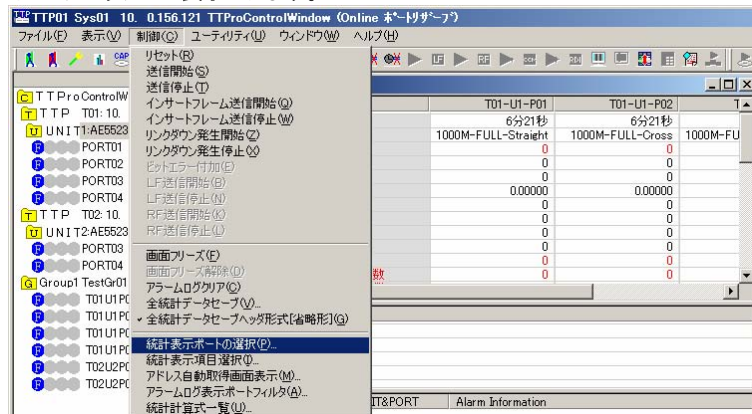 TTP01 Sys01 10. 0.156.121 TTProControlWindow (Online ﾎﾟｰﾄﾘｻﾞｰﾌﾞ)
ファイル(F) 表示(V) 制御(C) ユーティリティ(U) ウィンドウ(W) ヘルプ(H)
CAP
LF
RF
リセット(R)
送信開始(S)
送信停止(T)
インサートフレーム送信開始(Q)
インサートフレーム送信停止(W)
リンクダウン発生開始(Z)
リンクダウン発生停止(X)
ビットエラー付加(E)
LF送信開始(B)
LF送信停止(N)
RF送信開始(K)
RF送信停止(L)
画面フリーズ(F)
画面フリーズ解除(D)
アラームログクリア(C)
全統計データセーブ(V)...
全統計データセーブヘッダ形式[省略形](G)
統計表示ポートの選択(P)...
統計表示項目選択(I)...
アドレス自動取得画面表示(M)...
アラームログ表示ポートフィルタ(A)...
統計計算式一覧(U)...
C TTProControlW
T TTP T01: 10.
U UNIT1:AE5523
F PORT01
F PORT02
F PORT03
F PORT04
T TTP T02: 10.
U UNIT2:AE5523
F PORT03
F PORT04
G Group1 TestGr01
F T01U1PC
F T01U1PC
F T01U1PC
F T01U1PC
F T02U2PC
F T02U2PC
T01-U1-P01 T01-U1-P02 T
6分21秒 6分21秒
1000M-FULL-Straight 1000M-FULL-Cross 1000M-FU
0 0
0 0
0 0
0.00000 0.00000
0 0
0 0
0 0
0 0
数 0 0
IT&PORT Alarm Information